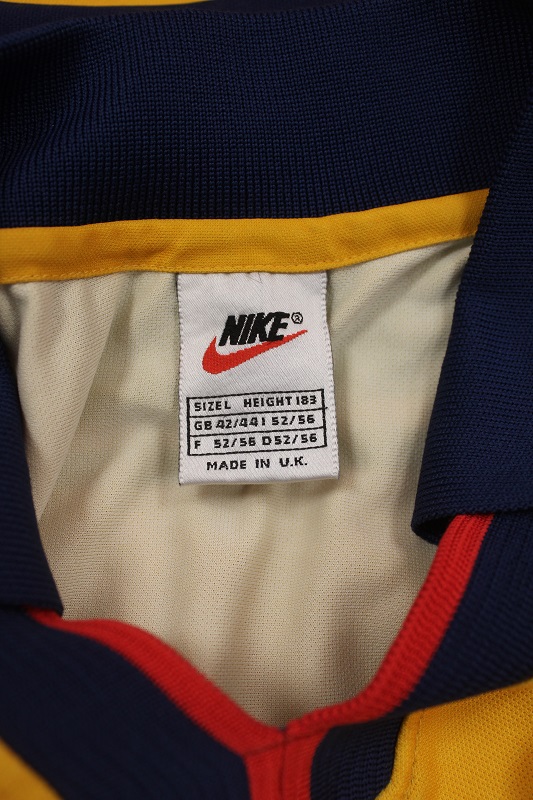 NIKE®
SIZE L HEIGHT 183
GB 42/44 I 52/56
F 52/56 D 52/56
MADE IN U.K.